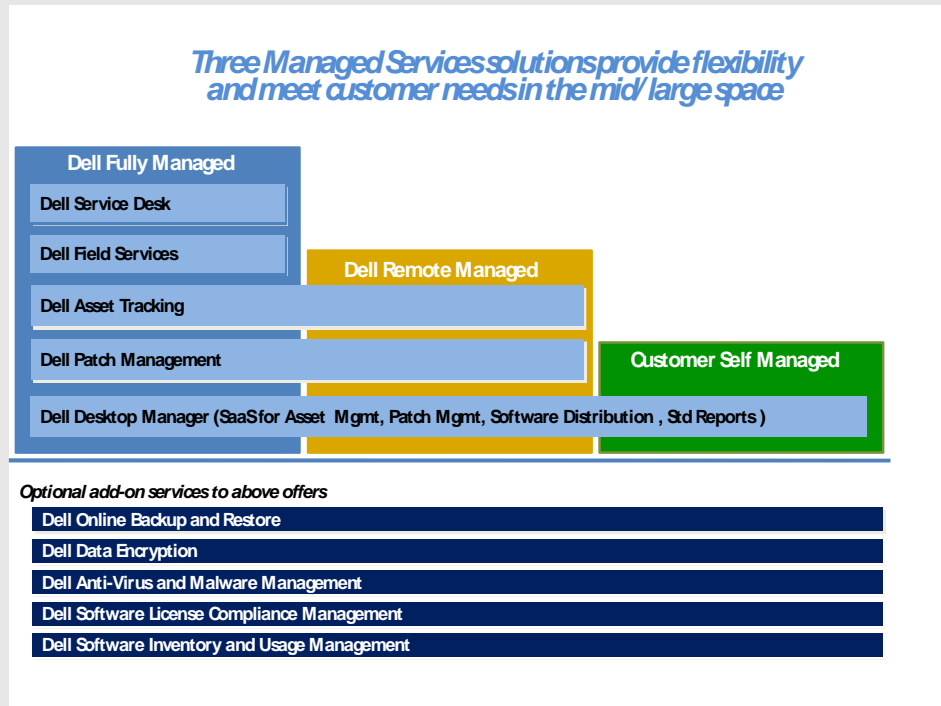 Three Managed Services solutions provide flexibility
and meet customer needs in the mid/ large space
Dell Fully Managed
Dell Service Desk
Dell Field Services
Dell Remote Managed
Dell Asset Tracking
Dell Patch Management
Customer Self Managed
Dell Desktop Manager (SaaS for Asset Mgmt, Patch Mgmt, Software Distribution , Std Reports )
Optional add-on services to above offers
Dell Online Backup and Restore
Dell Data Encryption
Dell Anti-Virus and Malware Management
Dell Software License Compliance Management
Dell Software Inventory and Usage Management